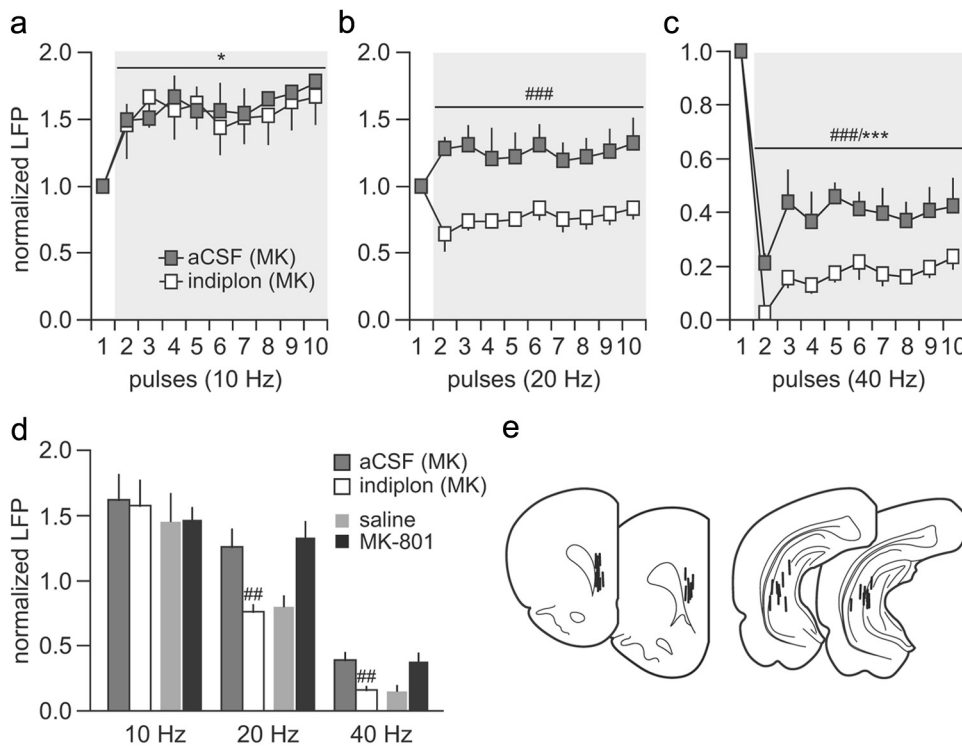 a
normalized LFP
2.0
1.5
1.0
0.5
0.0
*
aCSF (MK)
indiplon (MK)
1 2 3 4 5 6 7 8 9 10
pulses (10 Hz)
b
2.0
1.5
1.0
0.5
0.0
###
1 2 3 4 5 6 7 8 9 10
pulses (20 Hz)
c
1.0
0.8
0.6
0.4
0.2
0.0
###/***
1 2 3 4 5 6 7 8 9 10
pulses (40 Hz)
d
normalized LFP
2.0
1.5
1.0
0.5
0.0
aCSF (MK)
indiplon (MK)
saline
MK-801
##
##
10 Hz 20 Hz 40 Hz
e